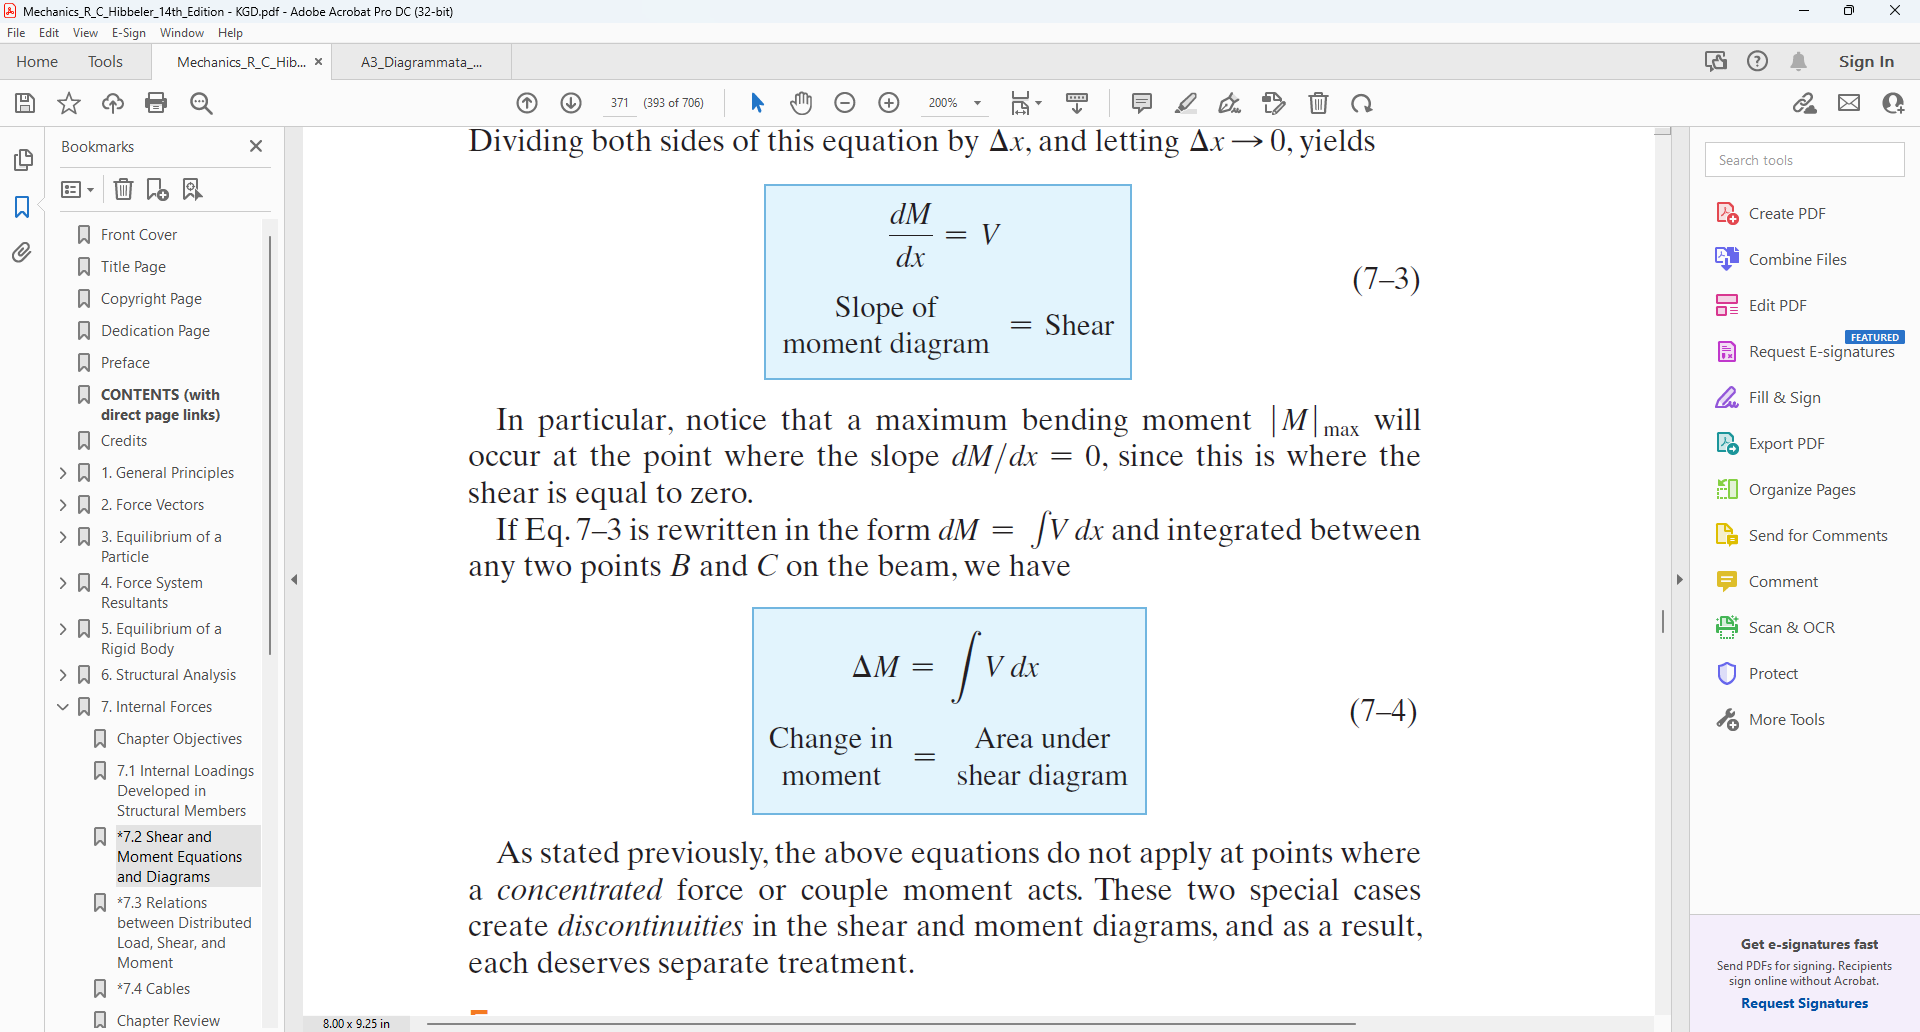 Mechanics_R_C_Hibbeler_14th_Edition - KGD.pdf - Adobe Acrobat Pro DC (32-bit)
File Edit View E-Sign Window Help
Home Tools Mechanics_R_C_Hib... × A3_Diagrammata_... Sign In
371 (393 of 706) 200%
Bookmarks
Front Cover
Title Page
Copyright Page
Dedication Page
Preface
CONTENTS (with
direct page links)
Credits
1. General Principles
2. Force Vectors
3. Equilibrium of a
Particle
4. Force System
Resultants
5. Equilibrium of a
Rigid Body
6. Structural Analysis
7. Internal Forces
Chapter Objectives
7.1 Internal Loadings
Developed in
Structural Members
*7.2 Shear and
Moment Equations
and Diagrams
*7.3 Relations
between Distributed
Load, Shear, and
Moment
*7.4 Cables
Chapter Review
Dividing both sides of this equation by Δx, and letting Δx → 0, yields
dM
= V
dx
(7–3)
Slope of
= Shear
moment diagram
In particular, notice that a maximum bending moment |M|max will
occur at the point where the slope dM/dx = 0, since this is where the
shear is equal to zero.
If Eq. 7–3 is rewritten in the form dM = ∫V dx and integrated between
any two points B and C on the beam, we have
ΔM = ∫ V dx
(7–4)
Change in = Area under
moment shear diagram
As stated previously, the above equations do not apply at points where
a concentrated force or couple moment acts. These two special cases
create discontinuities in the shear and moment diagrams, and as a result,
each deserves separate treatment.
8.00 x 9.25 in
Search tools
Create PDF
Combine Files
Edit PDF
FEATURED
Request E-signatures
Fill & Sign
Export PDF
Organize Pages
Send for Comments
Comment
Scan & OCR
Protect
More Tools
Get e-signatures fast
Send PDFs for signing. Recipients
sign online without Acrobat.
Request Signatures